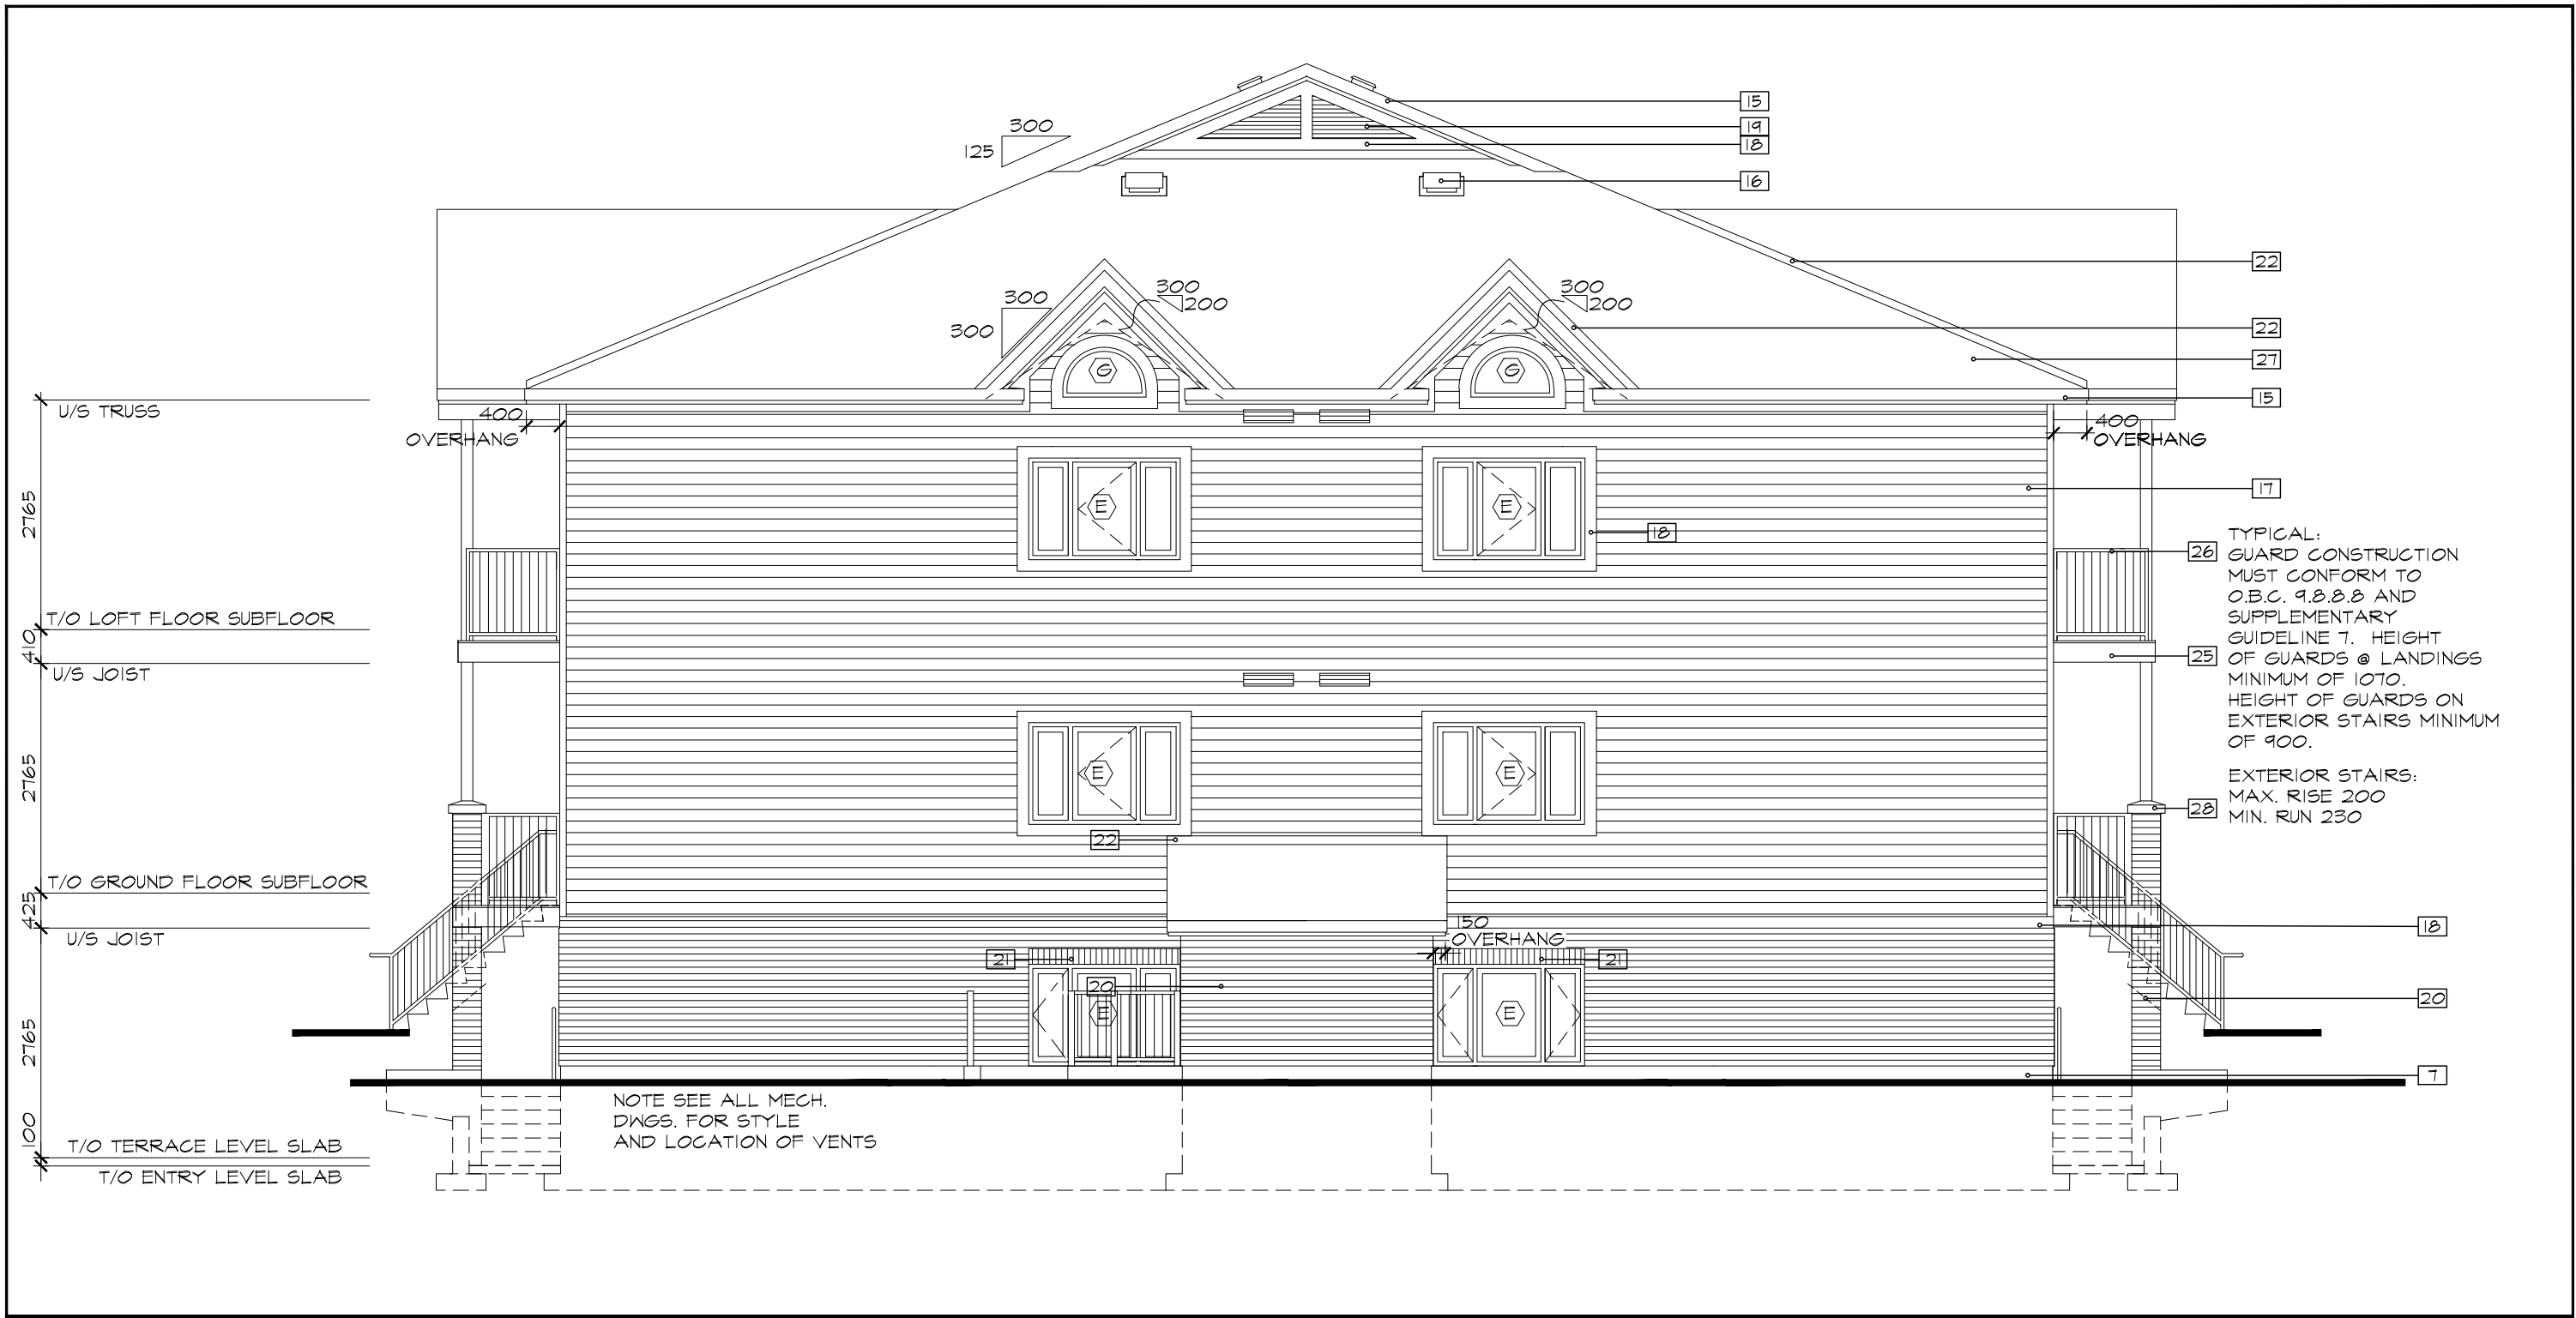 15
300
19
125
18
16
22
300
200
300
200
300
300
22
27
G
G
15
U/S TRUSS
400
OVERHANG
400
OVERHANG
2765
17
E
E
18
TYPICAL:
26
GUARD CONSTRUCTION
MUST CONFORM TO
O.B.C. 9.8.8.8 AND
SUPPLEMENTARY
GUIDELINE 7. HEIGHT
25
OF GUARDS @ LANDINGS
MINIMUM OF 1070.
HEIGHT OF GUARDS ON
EXTERIOR STAIRS MINIMUM
OF 900.
T/O LOFT FLOOR SUBFLOOR
410
U/S JOIST
2765
E
E
EXTERIOR STAIRS:
MAX. RISE 200
28
MIN. RUN 230
22
T/O GROUND FLOOR SUBFLOOR
425
U/S JOIST
150
OVERHANG
18
21
21
20
20
E
E
2765
7
NOTE SEE ALL MECH.
DWGS. FOR STYLE
AND LOCATION OF VENTS
100
T/O TERRACE LEVEL SLAB
T/O ENTRY LEVEL SLAB